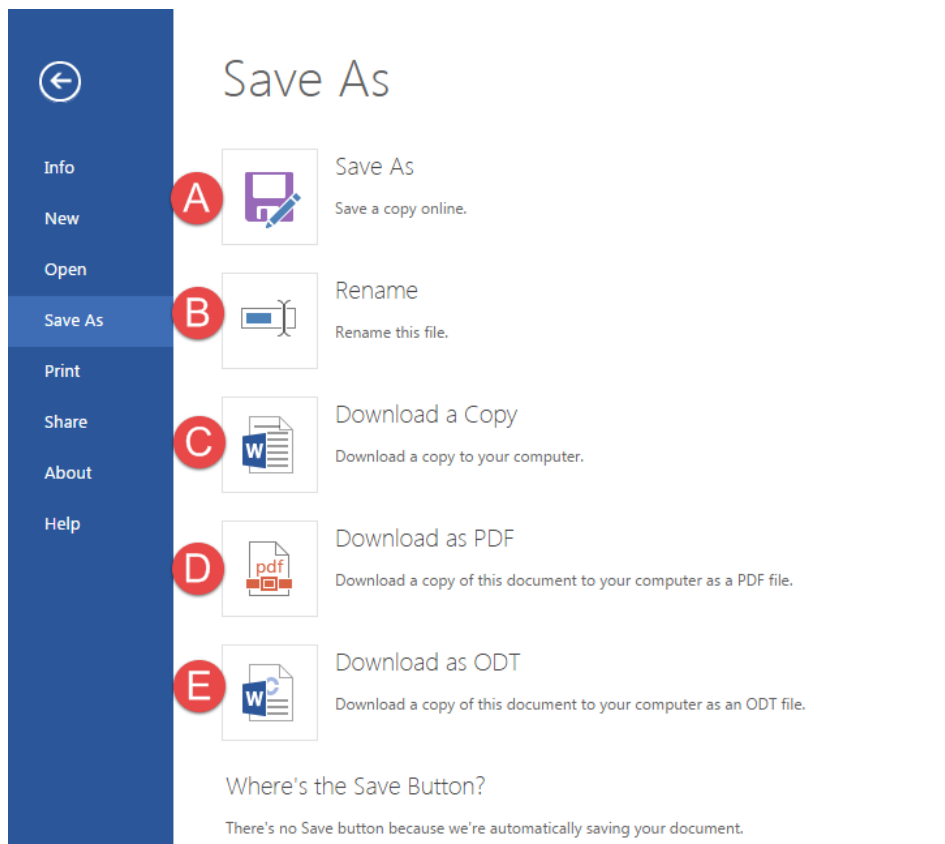 Save As
Info
New
Open
Save As
Print
Share
About
Help
A
Save As
Save a copy online.
B
Rename
Rename this file.
C
W
Download a Copy
Download a copy to your computer.
D
pdf
Download as PDF
Download a copy of this document to your computer as a PDF file.
E
W
C
Download as ODT
Download a copy of this document to your computer as an ODT file.
Where's the Save Button?
There's no Save button because we're automatically saving your document.